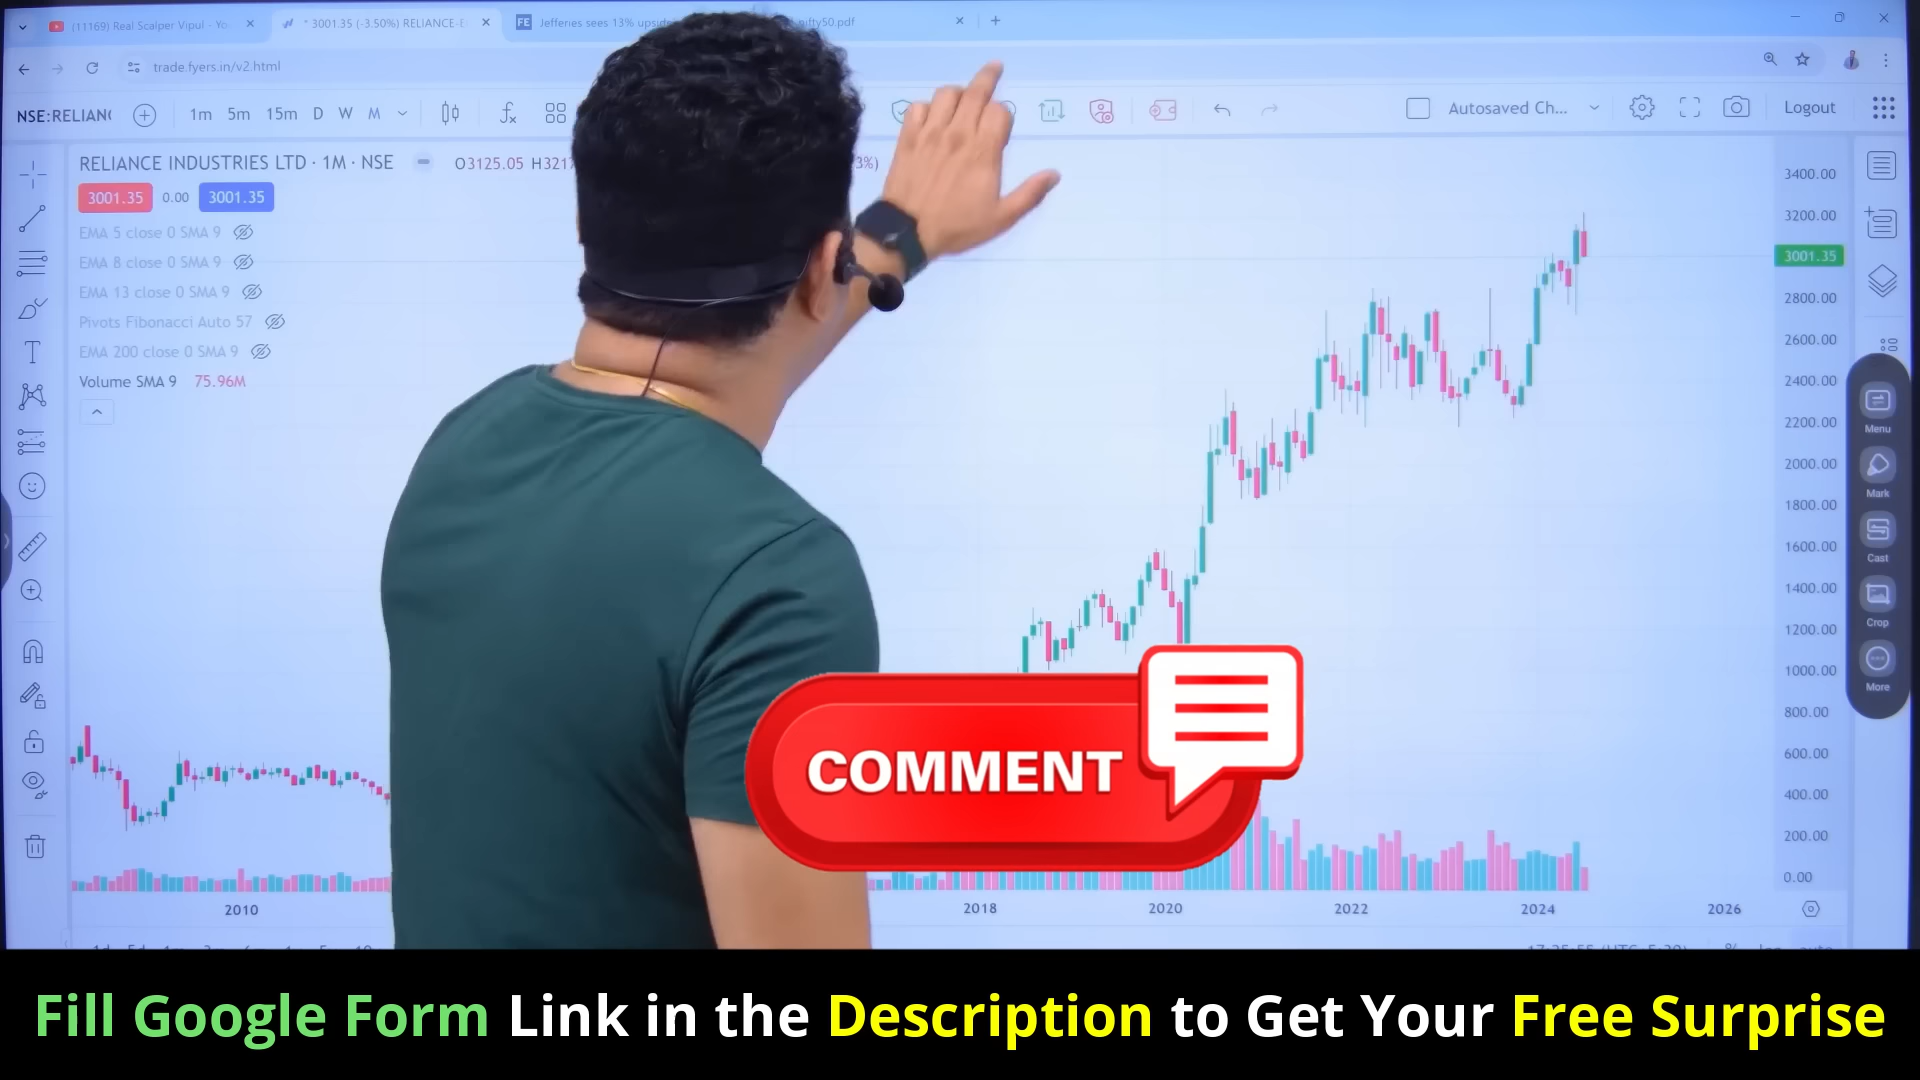 (11169) Real Scalper Vipul - Yo
* 3001.35 (-3.50%) RELIANCE-E
FE Jefferies sees 13% upsid
nifty50.pdf
trade.fyers.in/v2.html
NSE:RELIANC
1m 5m 15m D W M
Autosaved Ch...
Logout
RELIANCE INDUSTRIES LTD · 1M · NSE
O3125.05 H321
3%)
3001.35 0.00 3001.35
EMA 5 close 0 SMA 9
EMA 8 close 0 SMA 9
EMA 13 close 0 SMA 9
Pivots Fibonacci Auto 57
EMA 200 close 0 SMA 9
Volume SMA 9 75.96M
3400.00
3200.00
3001.35
2800.00
2600.00
2400.00
2200.00
2000.00
1800.00
1600.00
1400.00
1200.00
1000.00
800.00
600.00
400.00
200.00
0.00
Menu
Mark
Cast
Crop
More
COMMENT
2010 2018 2020 2022 2024 2026
Fill Google Form Link in the Description to Get Your Free Surprise